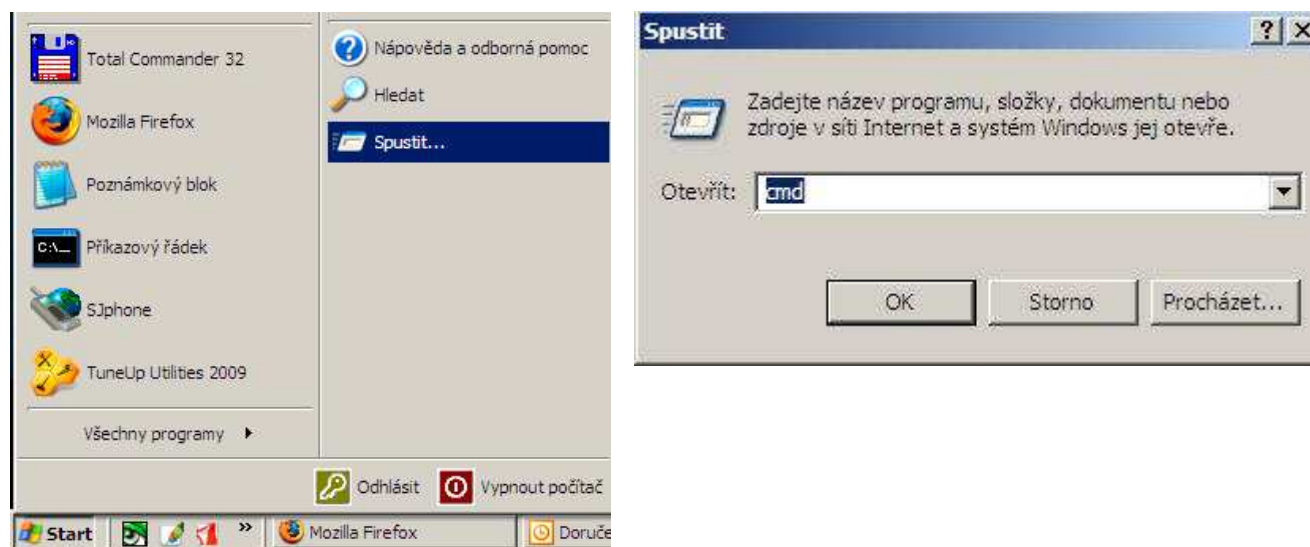 Total Commander 32
Mozilla Firefox
Poznámkový blok
C:\_
Příkazový řádek
SJphone
TuneUp Utilities 2009
Všechny programy
Nápověda a odborná pomoc
Hledat
Spustit...
Odhlásit
Vypnout počítač
Start
»
Mozilla Firefox
Doruče
Spustit
Zadejte název programu, složky, dokumentu nebo
zdroje v síti Internet a systém Windows jej otevře.
Otevřít: cmd
OK
Storno
Procházet...